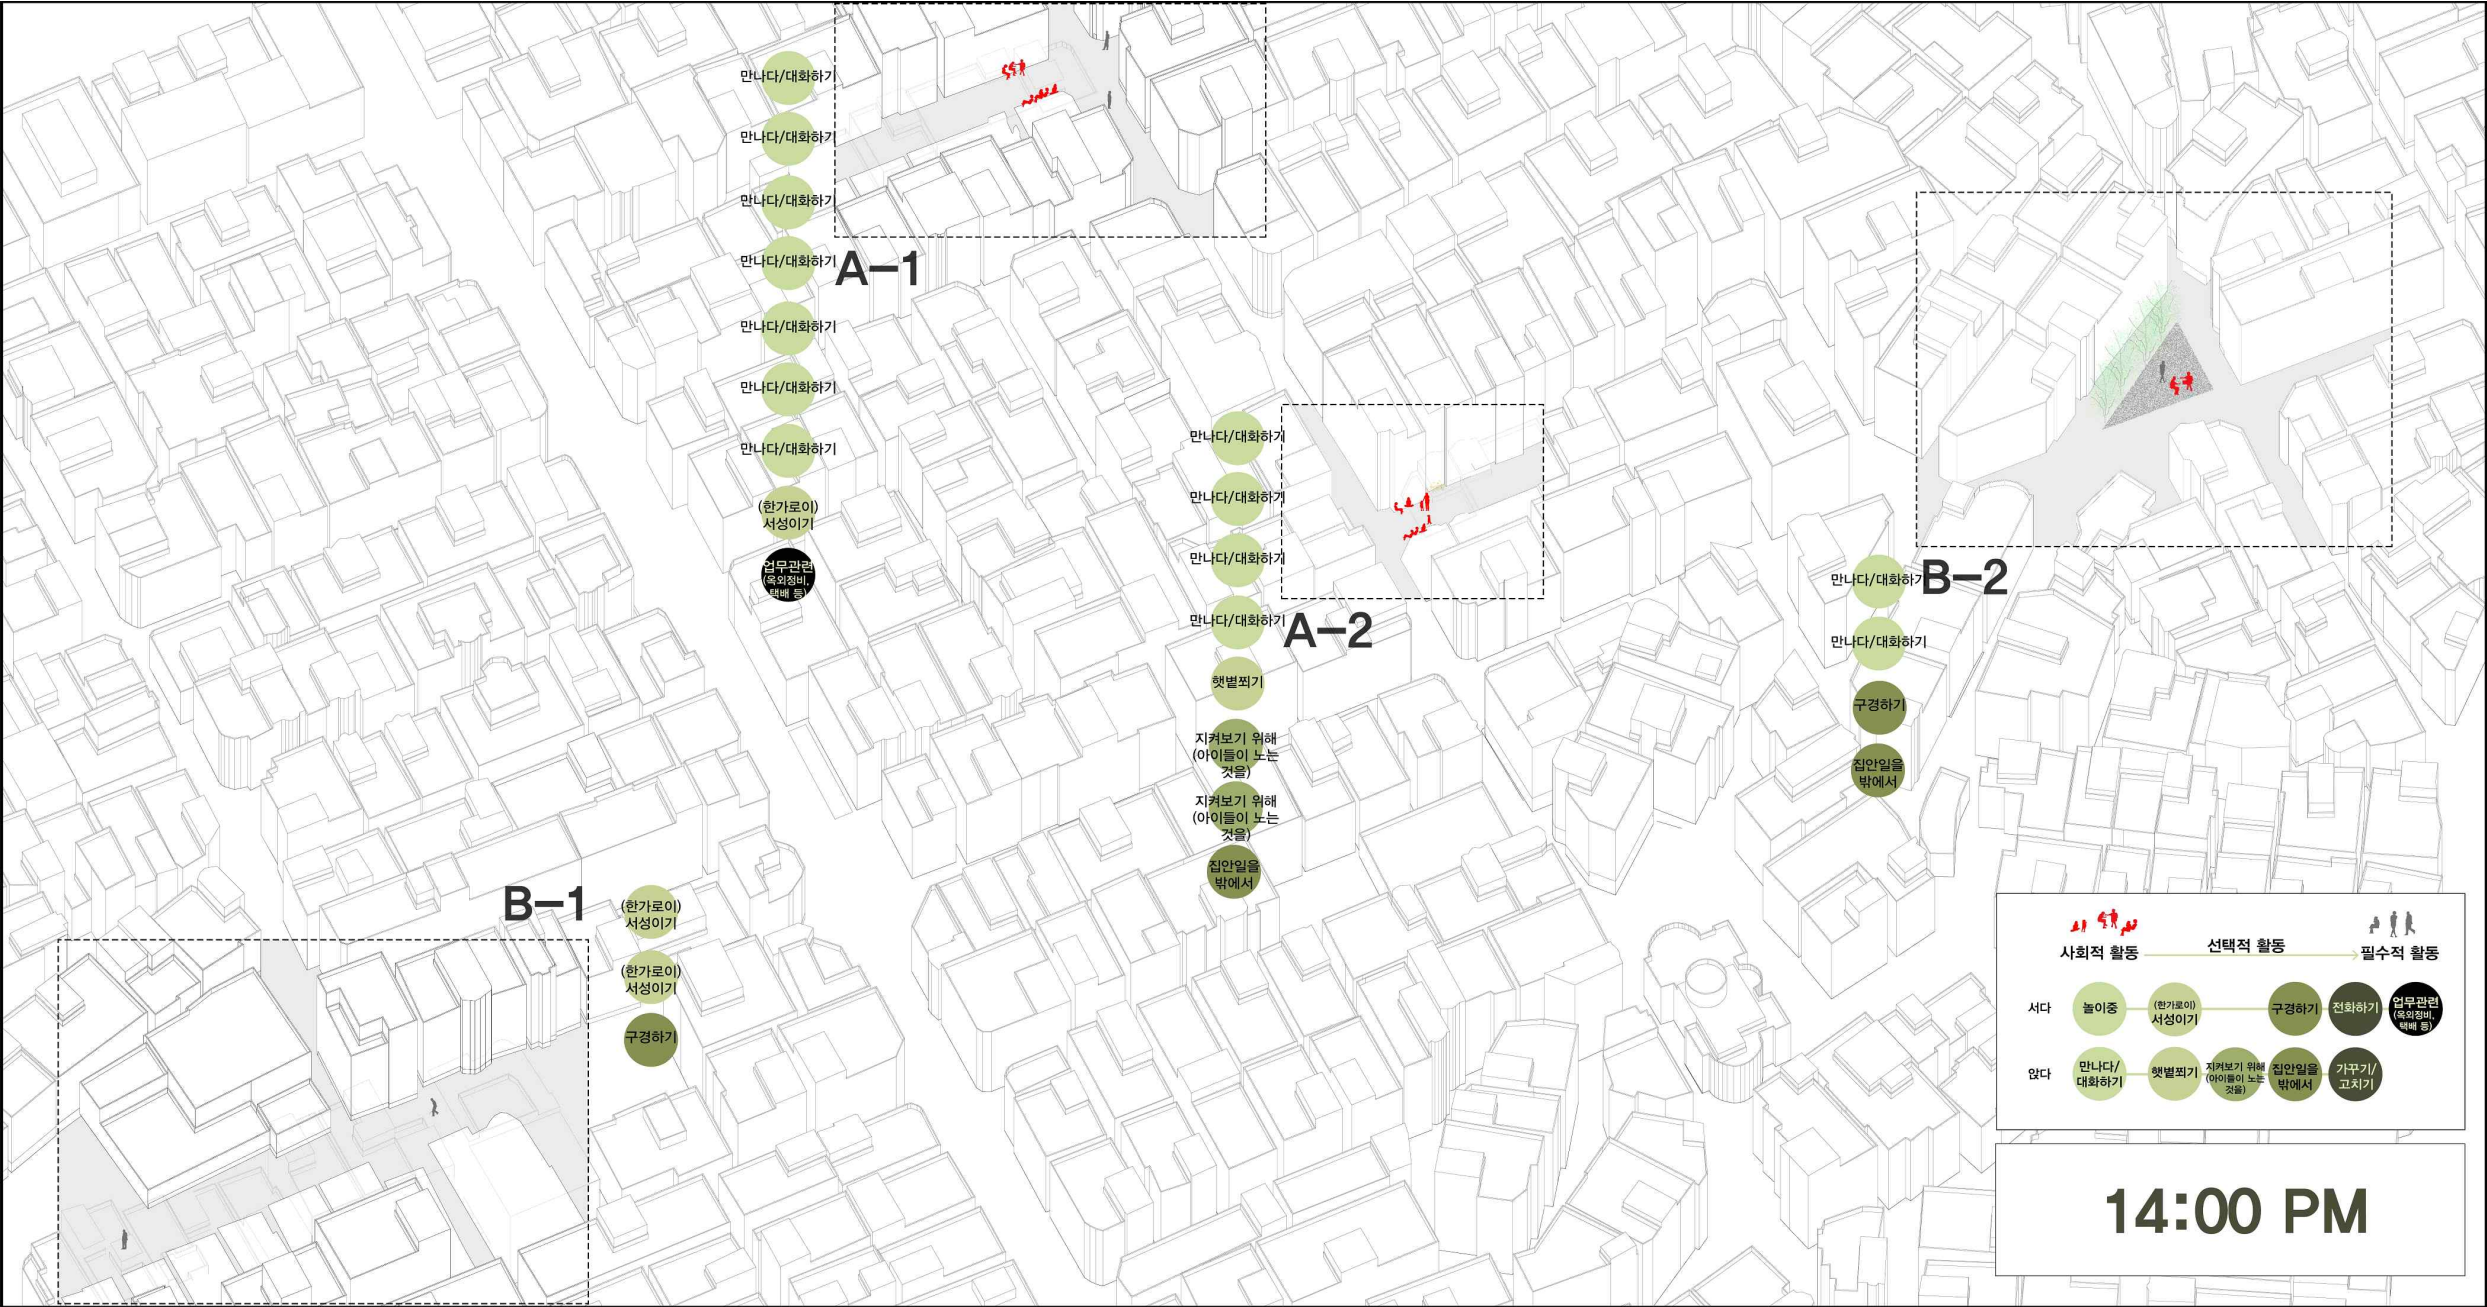 만나다/대화하기
만나다/대화하기
만나다/대화하기
만나다/대화하기
만나다/대화하기
만나다/대화하기
만나다/대화하기
(한가로이)
서성이기
업무관련
(옥외정비,
택배 등)
A-1
만나다/대화하기
만나다/대화하기
만나다/대화하기
만나다/대화하기
햇볕쬐기
지켜보기 위해
(아이들이 노는
것을)
지켜보기 위해
(아이들이 노는
것을)
집안일을
밖에서
A-2
만나다/대화하기
만나다/대화하기
구경하기
집안일을
밖에서
B-2
B-1
(한가로이)
서성이기
(한가로이)
서성이기
구경하기
사회적 활동 선택적 활동 필수적 활동
서다
놀이중
(한가로이)
서성이기
구경하기
전화하기
업무관련
(옥외정비,
택배 등)
앉다
만나다/
대화하기
햇볕쬐기
지켜보기 위해
(아이들이 노는
것을)
집안일을
밖에서
가꾸기/
고치기
14:00 PM